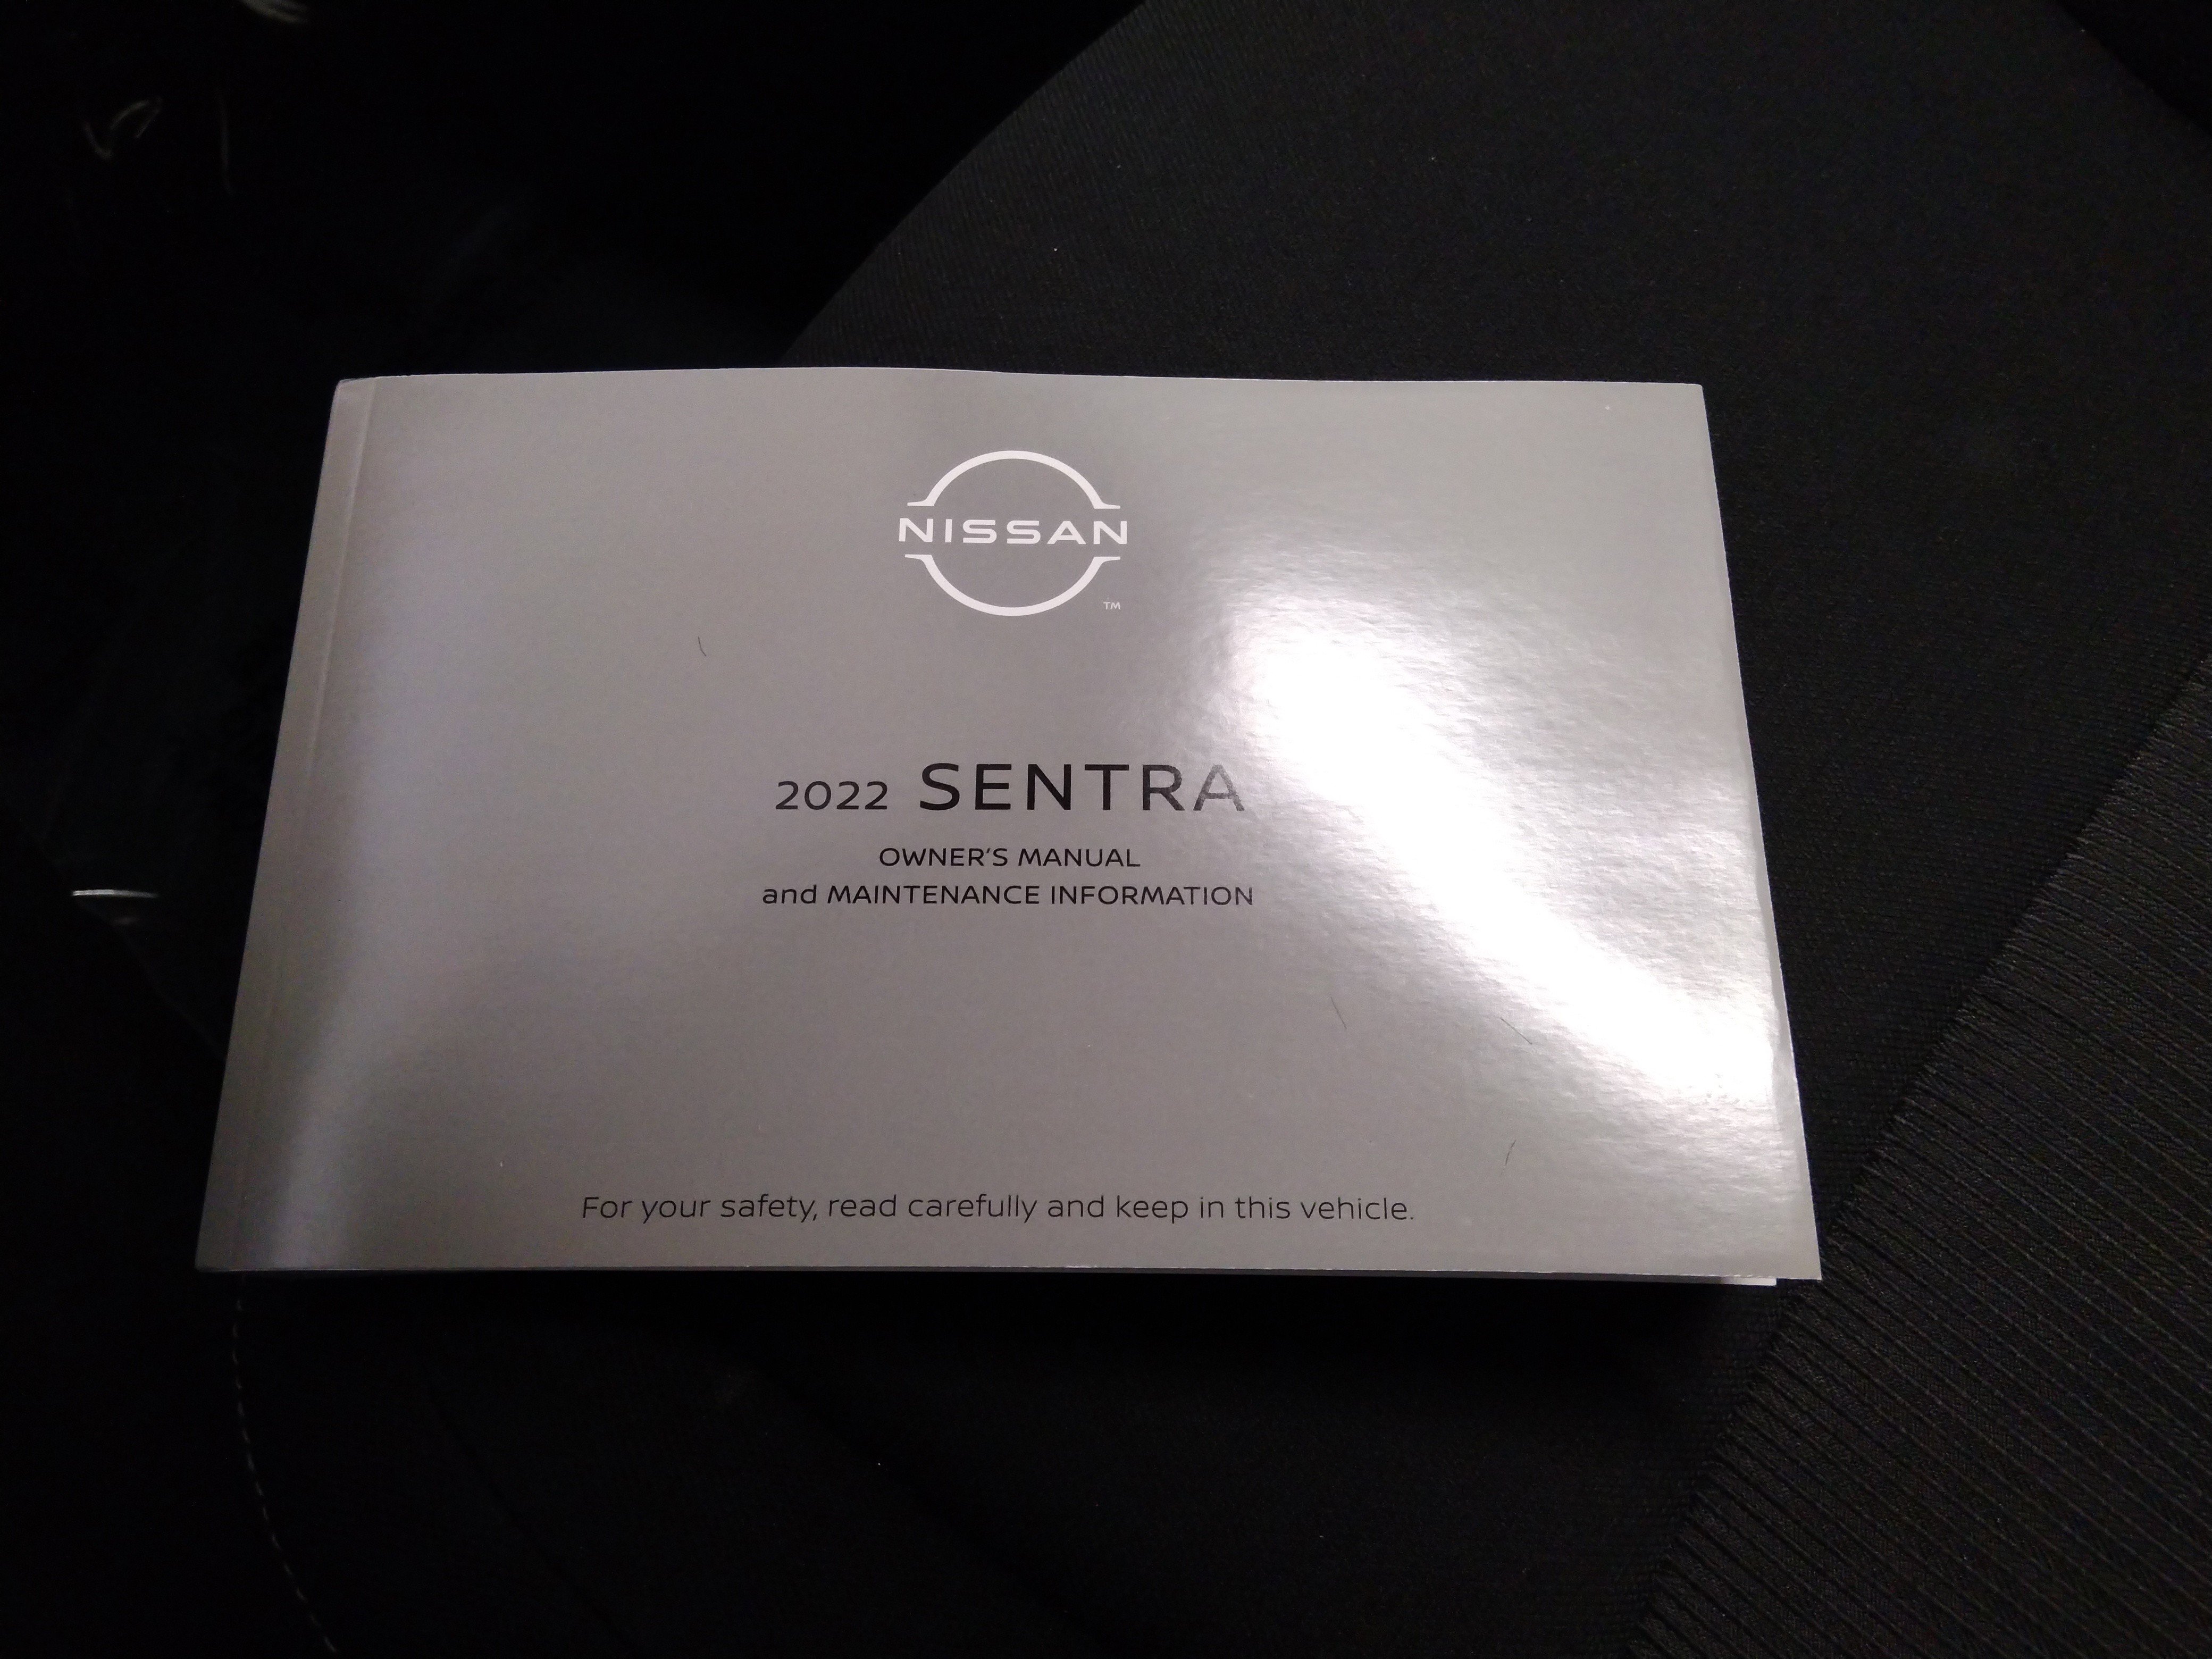 NISSAN
TM
2022 SENTRA
OWNER'S MANUAL
and MAINTENANCE INFORMATION
For your safety, read carefully and keep in this vehicle.